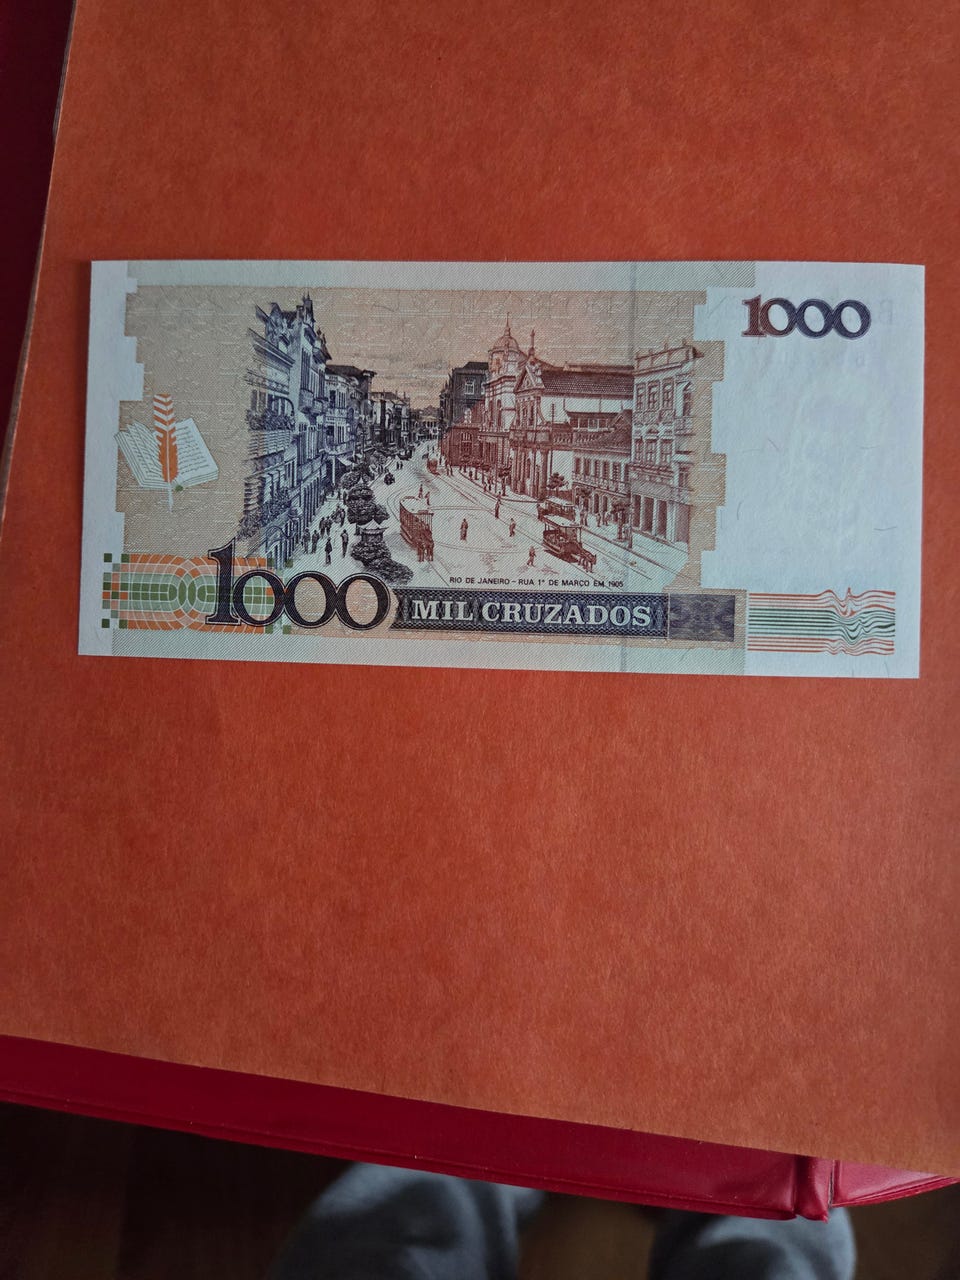 1000
RIO DE JANEIRO – RUA 1º DE MARÇO EM 1905
1000
MIL CRUZADOS